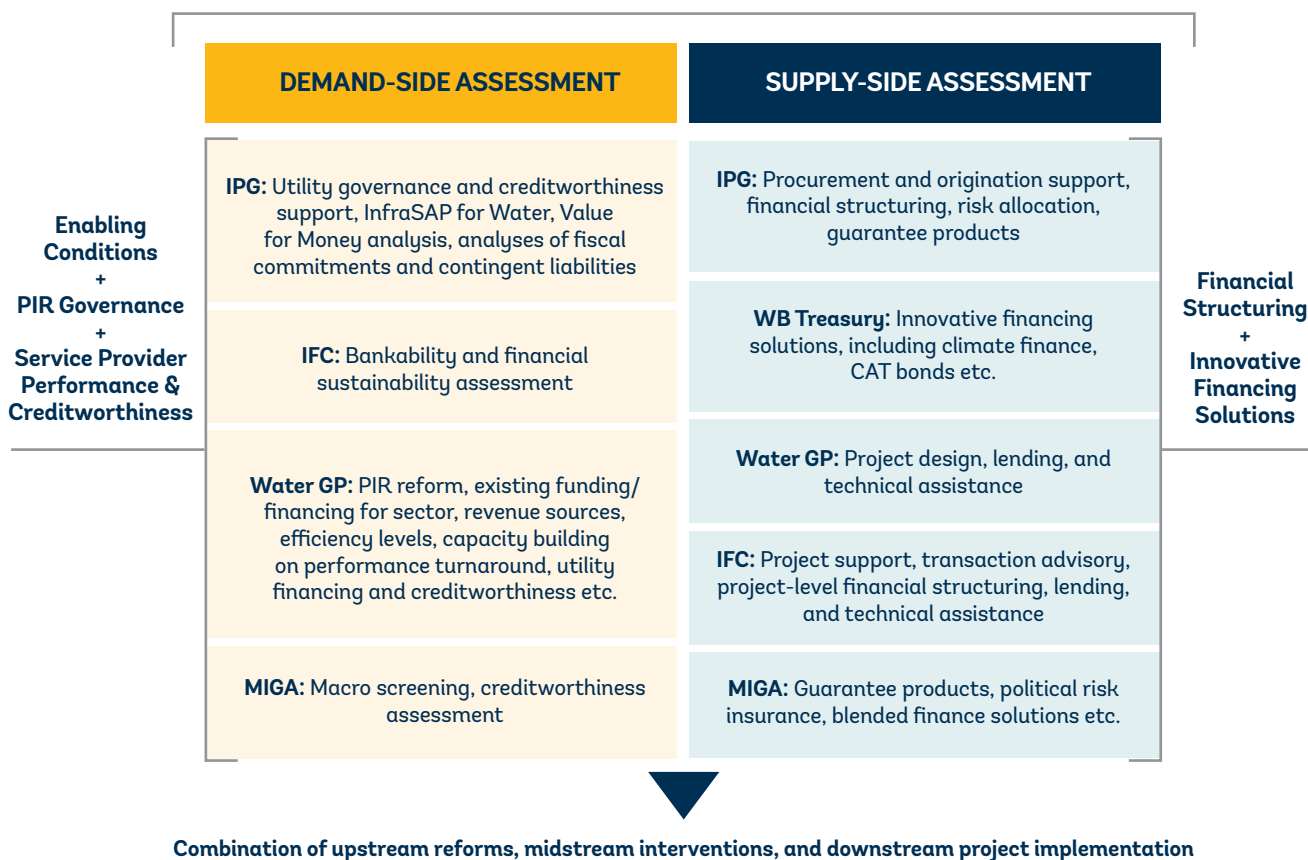 DEMAND-SIDE ASSESSMENT
SUPPLY-SIDE ASSESSMENT
Enabling
Conditions
+
PIR Governance
+
Service Provider
Performance &
Creditworthiness
IPG: Utility governance and creditworthiness
support, InfraSAP for Water, Value
for Money analysis, analyses of fiscal
commitments and contingent liabilities
IFC: Bankability and financial
sustainability assessment
Water GP: PIR reform, existing funding/
financing for sector, revenue sources,
efficiency levels, capacity building
on performance turnaround, utility
financing and creditworthiness etc.
MIGA: Macro screening, creditworthiness
assessment
IPG: Procurement and origination support,
financial structuring, risk allocation,
guarantee products
WB Treasury: Innovative financing
solutions, including climate finance,
CAT bonds etc.
Water GP: Project design, lending, and
technical assistance
IFC: Project support, transaction advisory,
project-level financial structuring, lending,
and technical assistance
MIGA: Guarantee products, political risk
insurance, blended finance solutions etc.
Financial
Structuring
+
Innovative
Financing
Solutions
Combination of upstream reforms, midstream interventions, and downstream project implementation